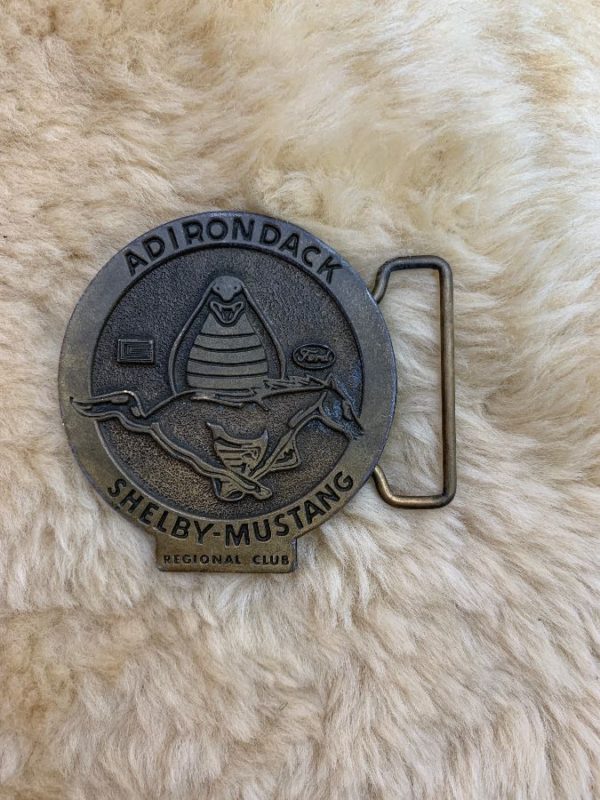 ADIRONDACK
Ford
SHELBY-MUSTANG
REGIONAL CLUB